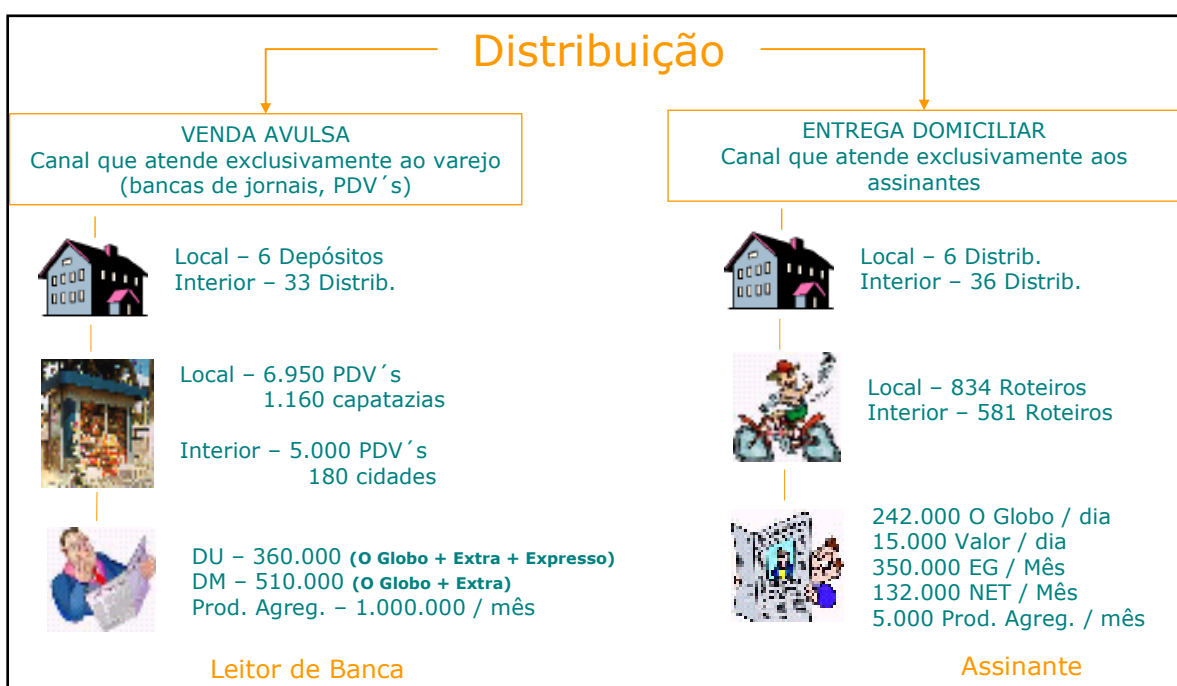 Distribuição
VENDA AVULSA
Canal que atende exclusivamente ao varejo
(bancas de jornais, PDV´s)
Local – 6 Depósitos
Interior – 33 Distrib.
Local – 6.950 PDV´s
1.160 capatazias
Interior – 5.000 PDV´s
180 cidades
DU – 360.000 (O Globo + Extra + Expresso)
DM – 510.000 (O Globo + Extra)
Prod. Agreg. – 1.000.000 / mês
Leitor de Banca
ENTREGA DOMICILIAR
Canal que atende exclusivamente aos
assinantes
Local – 6 Distrib.
Interior – 36 Distrib.
Local – 834 Roteiros
Interior – 581 Roteiros
242.000 O Globo / dia
15.000 Valor / dia
350.000 EG / Mês
132.000 NET / Mês
5.000 Prod. Agreg. / mês
Assinante